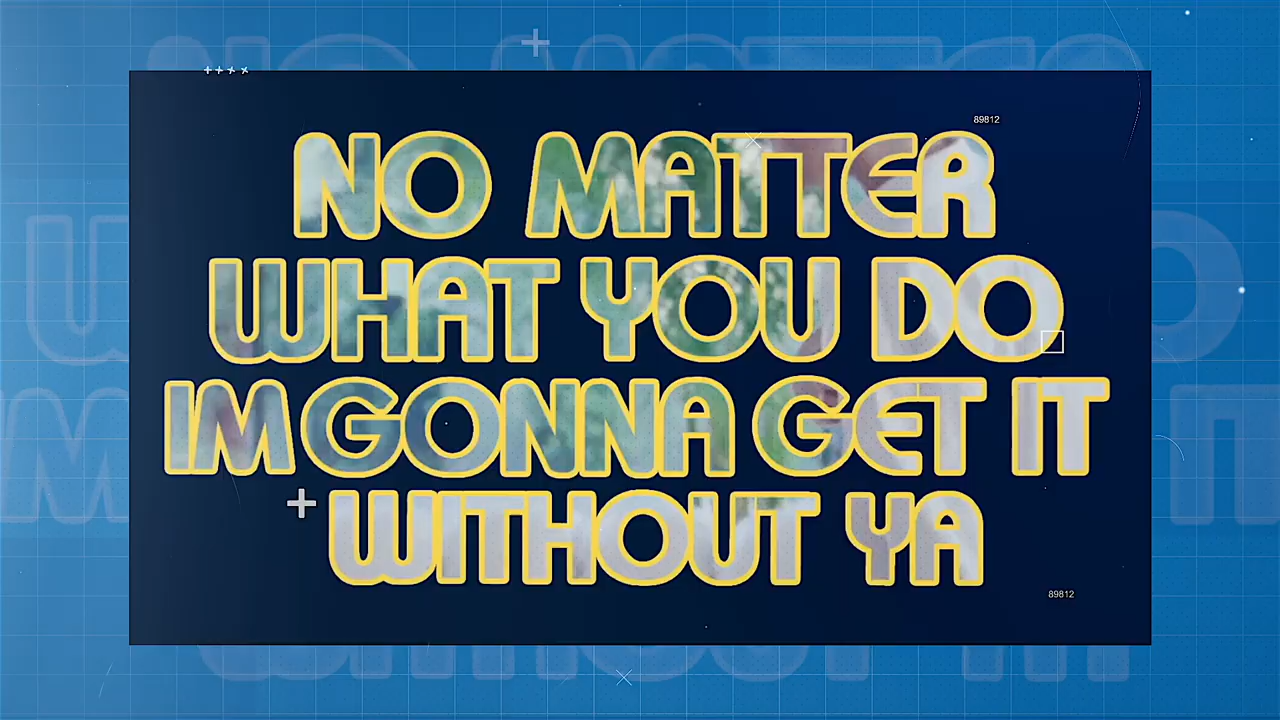 89812
NO MATTER
WHAT YOU DO
IM GONNA GET IT
WITHOUT YA
89812